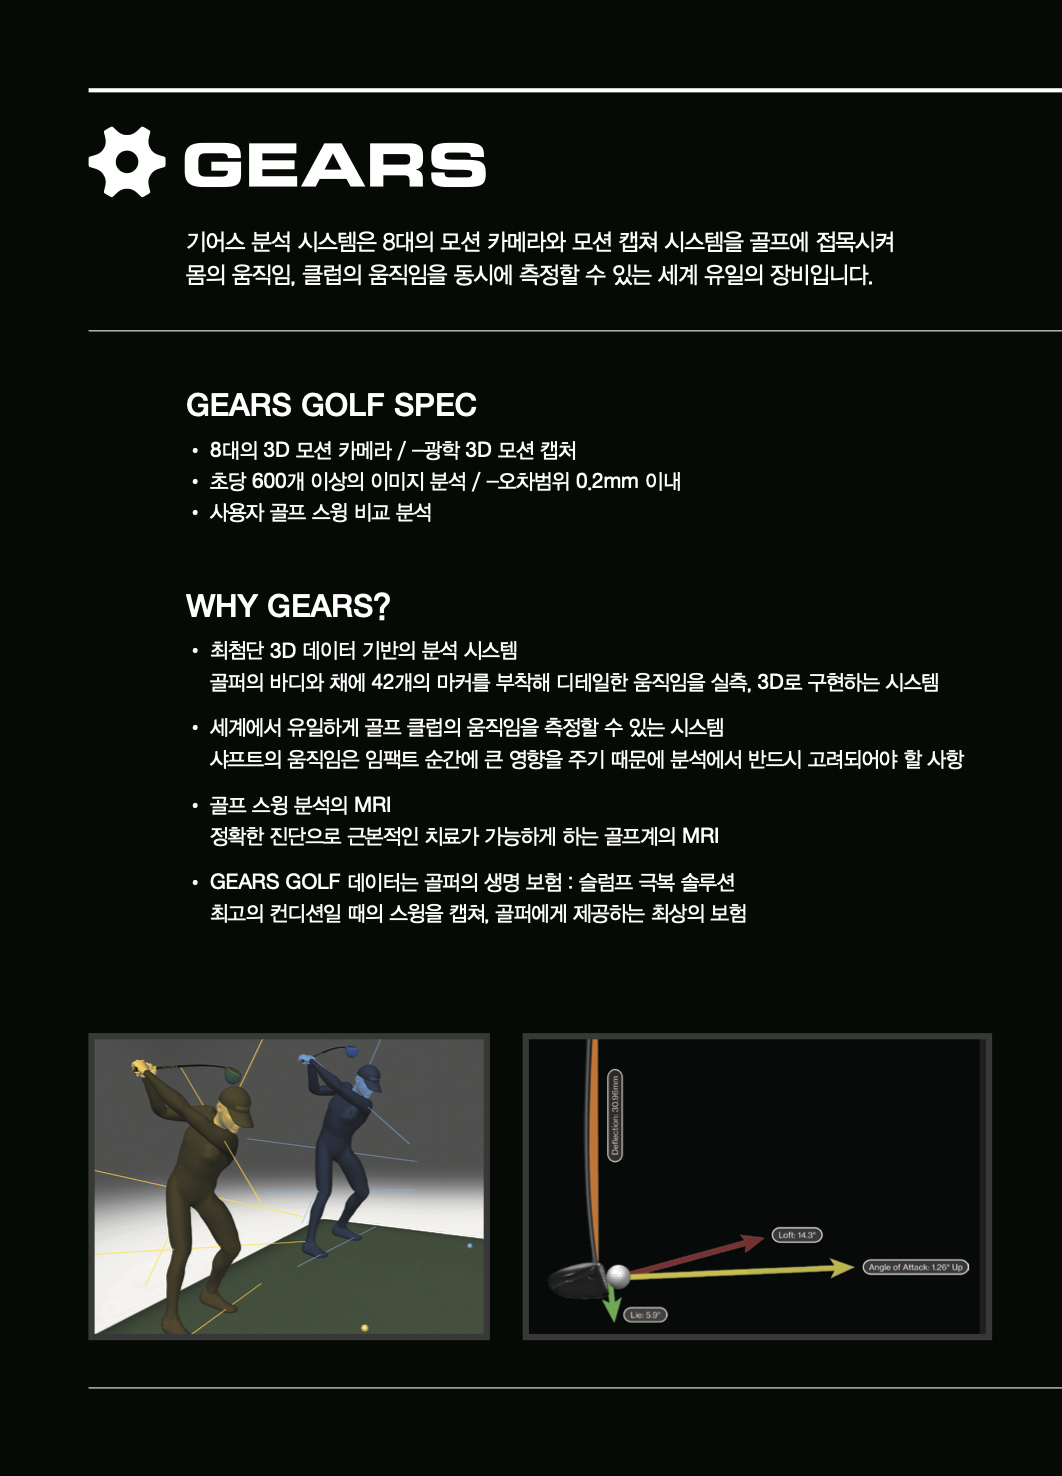 GEARS
기어스 분석 시스템은 8대의 모션 카메라와 모션 캡쳐 시스템을 골프에 접목시켜
몸의 움직임, 클럽의 움직임을 동시에 측정할 수 있는 세계 유일의 장비입니다.
GEARS GOLF SPEC
• 8대의 3D 모션 카메라 / –광학 3D 모션 캡처
• 초당 600개 이상의 이미지 분석 / –오차범위 0.2mm 이내
• 사용자 골프 스윙 비교 분석
WHY GEARS?
• 최첨단 3D 데이터 기반의 분석 시스템
골퍼의 바디와 채에 42개의 마커를 부착해 디테일한 움직임을 실측, 3D로 구현하는 시스템
• 세계에서 유일하게 골프 클럽의 움직임을 측정할 수 있는 시스템
샤프트의 움직임은 임팩트 순간에 큰 영향을 주기 때문에 분석에서 반드시 고려되어야 할 사항
• 골프 스윙 분석의 MRI
정확한 진단으로 근본적인 치료가 가능하게 하는 골프계의 MRI
• GEARS GOLF 데이터는 골퍼의 생명 보험 : 슬럼프 극복 솔루션
최고의 컨디션일 때의 스윙을 캡쳐, 골퍼에게 제공하는 최상의 보험
Deflection: 30.96mm
Loft: 14.3°
Angle of Attack: 1.26° Up
Lie: 5.9°